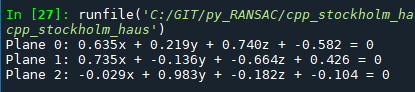 In [27]: runfile('C:/GIT/py_RANSAC/cpp_stockholm_ha
cpp_stockholm_haus')
Plane 0: 0.635x + 0.219y + 0.740z + -0.582 = 0
Plane 1: 0.735x + -0.136y + -0.664z + 0.426 = 0
Plane 2: -0.029x + 0.983y + -0.182z + -0.104 = 0